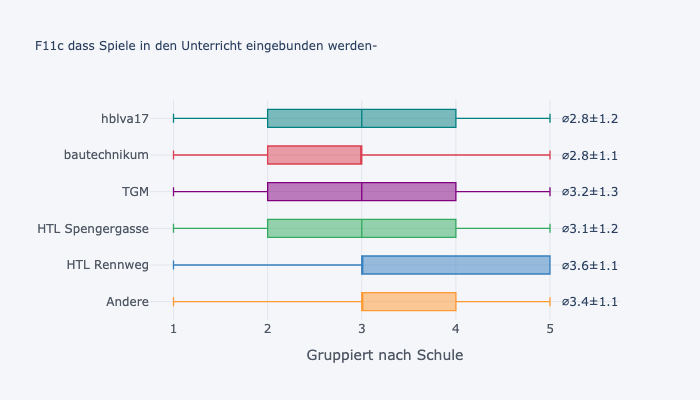 F11c dass Spiele in den Unterricht eingebunden werden-
hblva17 ⌀2.8±1.2
bautechnikum ⌀2.8±1.1
TGM ⌀3.2±1.3
HTL Spengergasse ⌀3.1±1.2
HTL Rennweg ⌀3.6±1.1
Andere ⌀3.4±1.1
1 2 3 4 5
Gruppiert nach Schule